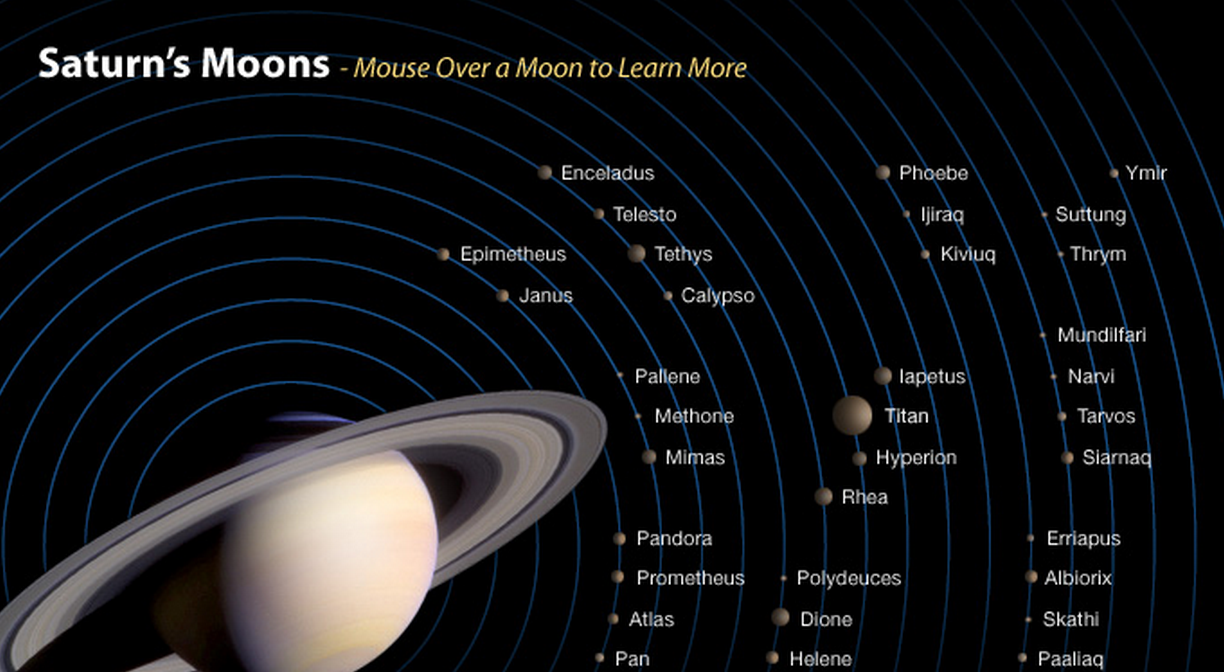 Saturn's Moons - Mouse Over a Moon to Learn More
Enceladus
Telesto
Tethys
Calypso
Epimetheus
Janus
Pallene
Methone
Mimas
Pandora
Prometheus
Atlas
Pan
Polydeuces
Dione
Helene
Phoebe
Ijiraq
Kiviuq
Iapetus
Titan
Hyperion
Rhea
Ymir
Suttung
Thrym
Mundilfari
Narvi
Tarvos
Siarnaq
Erriapus
Albiorix
Skathi
Paaliaq